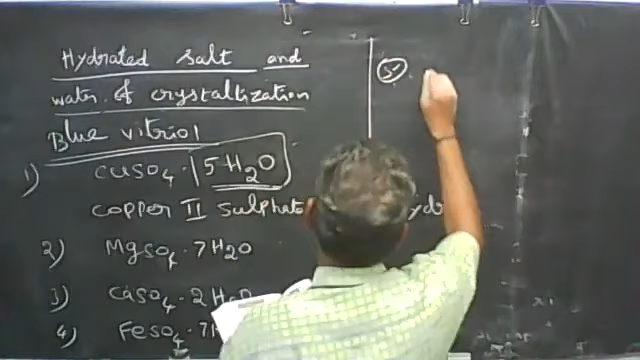 Hydrated salt and
water of crystallization
Blue vitriol
1) CuSO4 . 5H2O
Copper II Sulphate
2) MgSO4 . 7H2O
3) CaSO4 . 2H2O
4) FeSO4 . 7H
5)